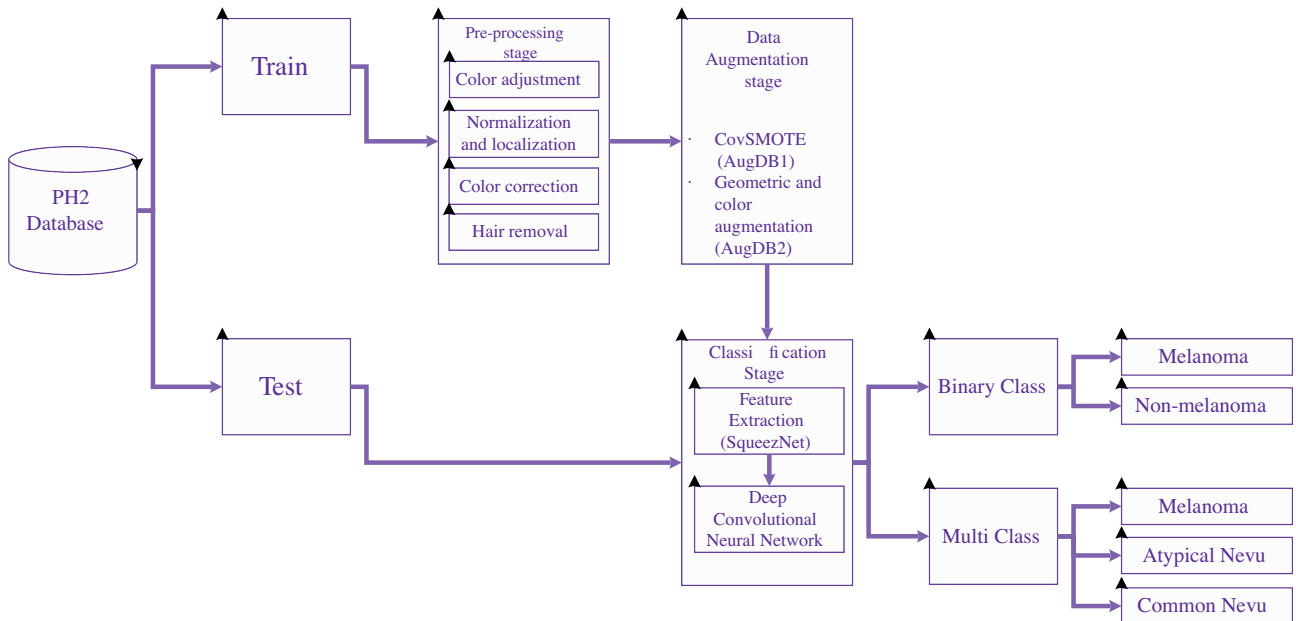 PH2
Database
Train
Test
Pre-processing
stage
Color adjustment
Normalization
and localization
Color correction
Hair removal
Data
Augmentation
stage
· CovSMOTE
(AugDB1)
· Geometric and
color
augmentation
(AugDB2)
Classi fication
Stage
Feature
Extraction
(SqueezNet)
Deep
Convolutional
Neural Network
Binary Class
Melanoma
Non-melanoma
Multi Class
Melanoma
Atypical Nevu
Common Nevu